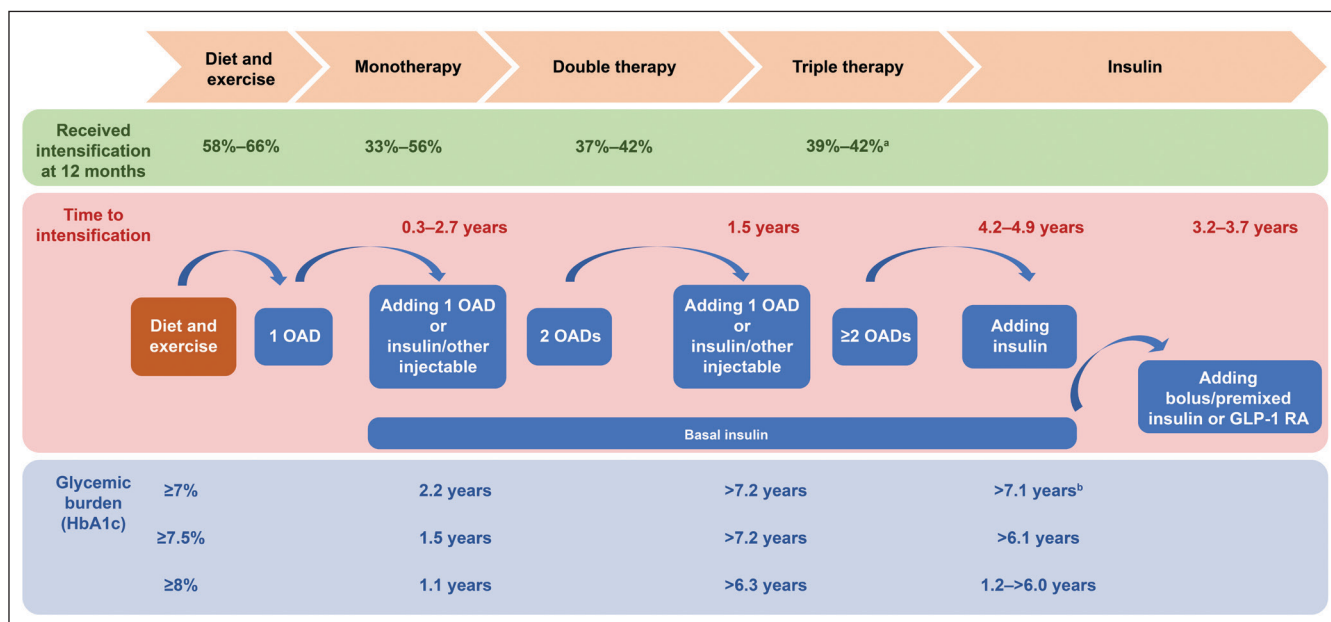 Diet and
exercise
Monotherapy
Double therapy
Triple therapy
Insulin
Received
intensification
at 12 months
58%–66%
33%–56%
37%–42%
39%–42%ᵃ
Time to
intensification
0.3–2.7 years
1.5 years
4.2–4.9 years
3.2–3.7 years
Diet and
exercise
1 OAD
Adding 1 OAD
or
insulin/other
injectable
2 OADs
Adding 1 OAD
or
insulin/other
injectable
≥2 OADs
Adding
insulin
Adding
bolus/premixed
insulin or GLP-1 RA
Basal insulin
Glycemic
burden
(HbA1c)
≥7%
2.2 years
>7.2 years
>7.1 yearsᵇ
≥7.5%
1.5 years
>7.2 years
>6.1 years
≥8%
1.1 years
>6.3 years
1.2–>6.0 years